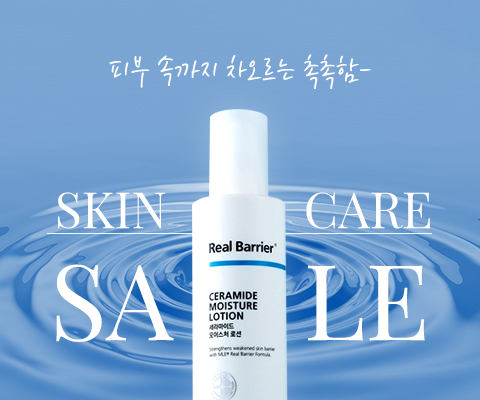 피부 속까지 차오르는 촉촉함-
SKIN CARE
SALE
Real Barrier®
CERAMIDE
MOISTURE
LOTION
세라마이드
모이스처 로션
Strengthens weakened skin barrier
with MLE® Real Barrier Formula.